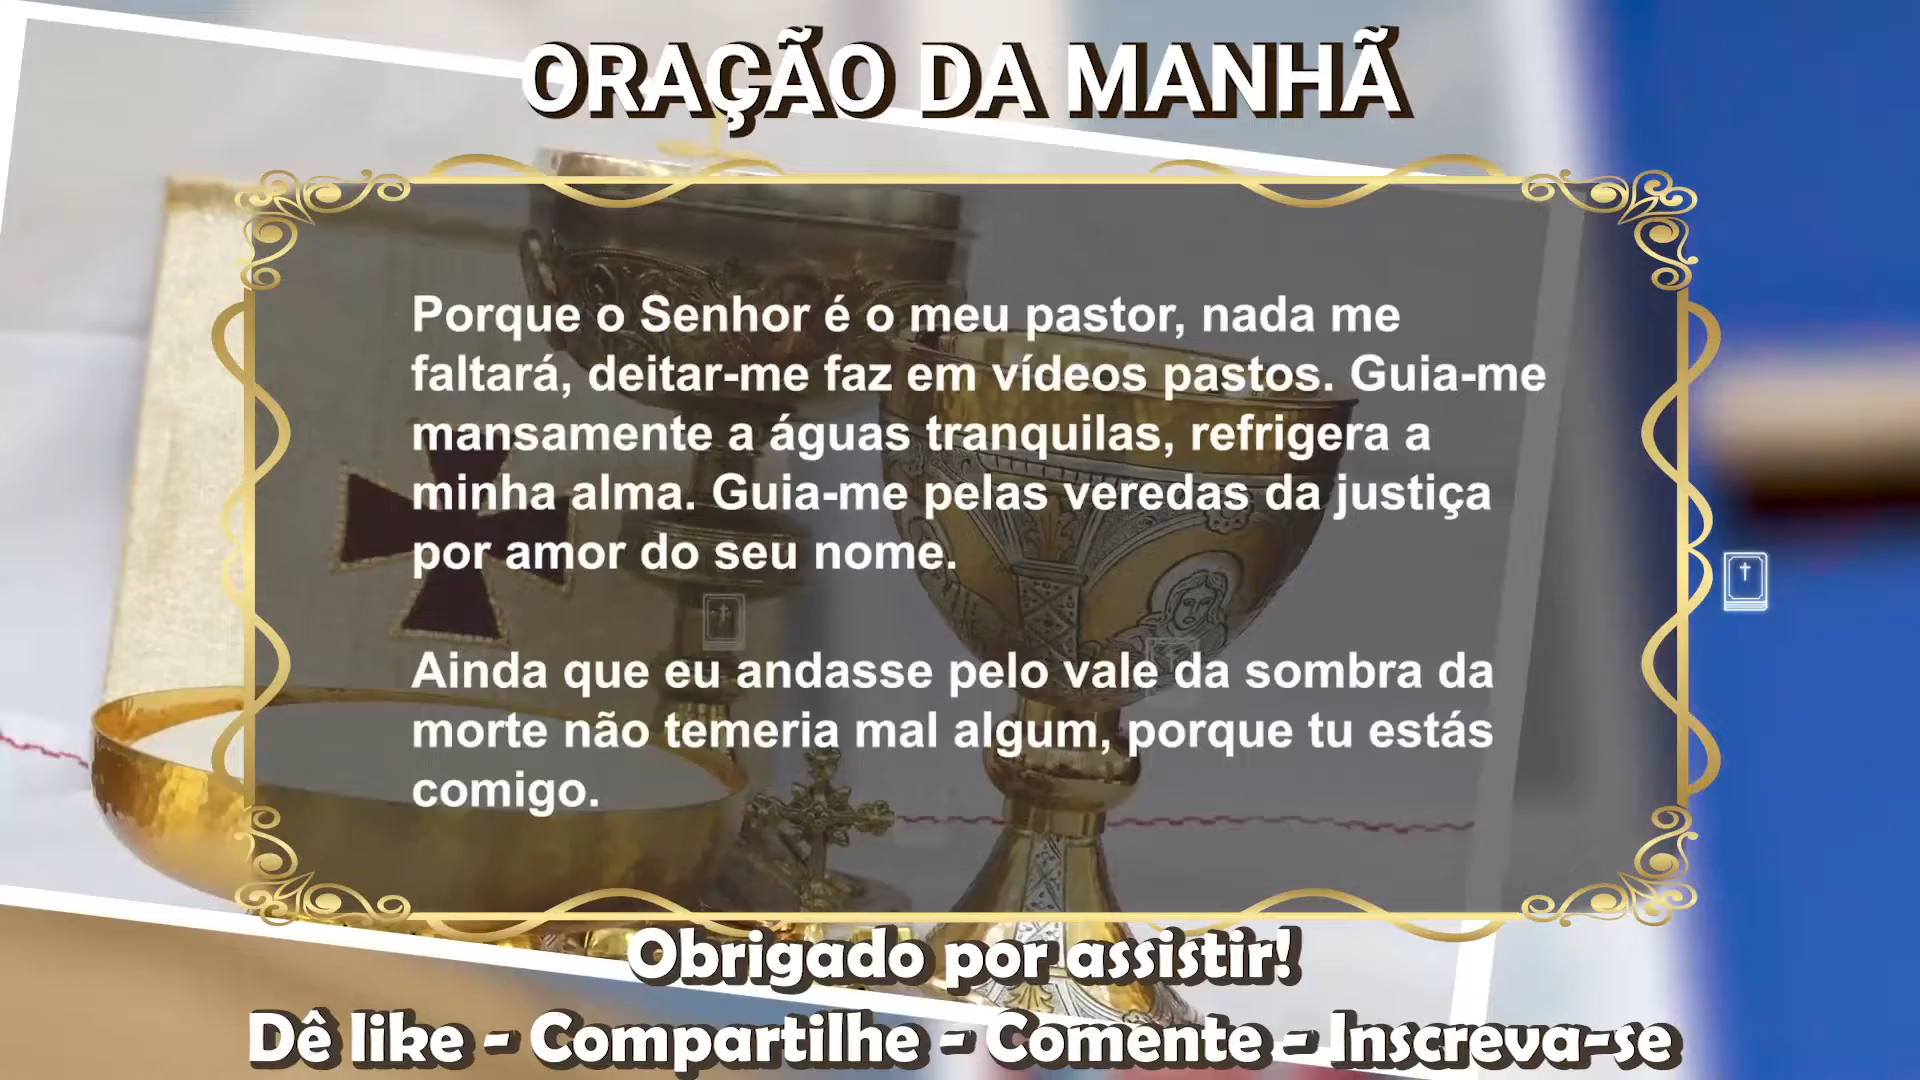 ORAÇÃO DA MANHÃ
Porque o Senhor é o meu pastor, nada me
faltará, deitar-me faz em vídeos pastos. Guia-me
mansamente a águas tranquilas, refrigera a
minha alma. Guia-me pelas veredas da justiça
por amor do seu nome.
Ainda que eu andasse pelo vale da sombra da
morte não temeria mal algum, porque tu estás
comigo.
Obrigado por assistir!
Dê like - Compartilhe - Comente - Inscreva-se